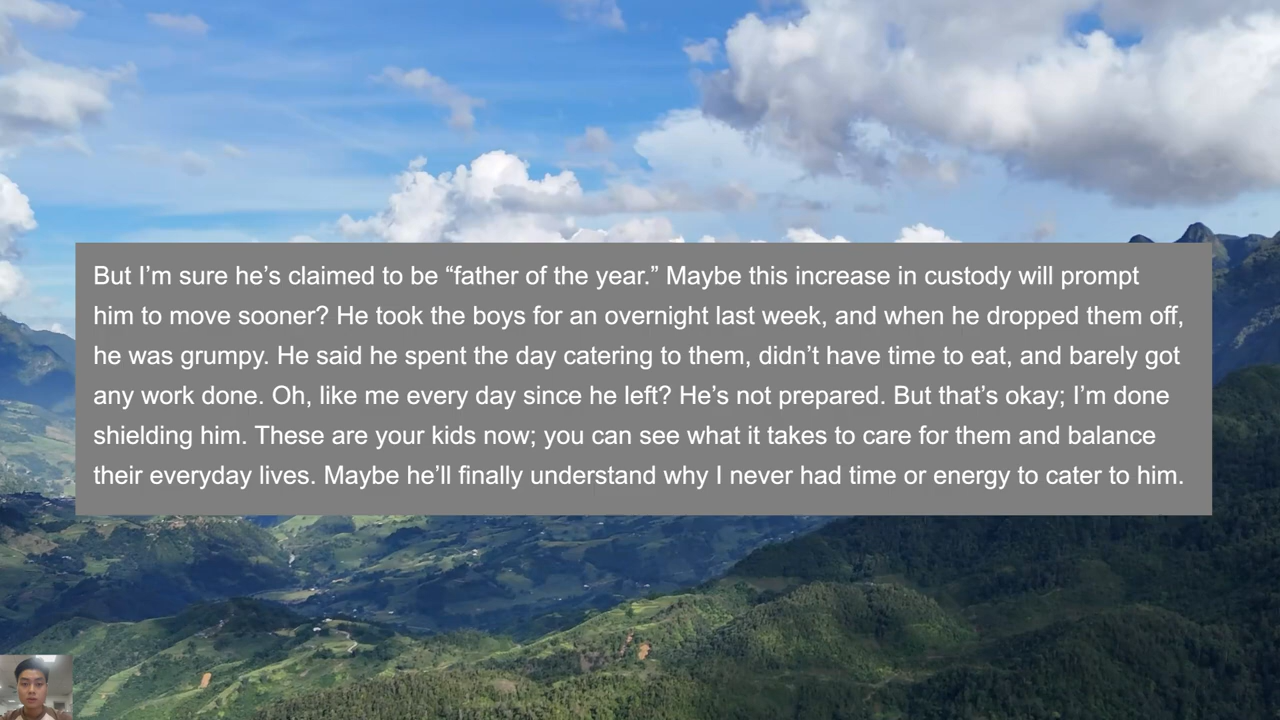 But I’m sure he’s claimed to be “father of the year.” Maybe this increase in custody will prompt
him to move sooner? He took the boys for an overnight last week, and when he dropped them off,
he was grumpy. He said he spent the day catering to them, didn’t have time to eat, and barely got
any work done. Oh, like me every day since he left? He’s not prepared. But that’s okay; I’m done
shielding him. These are your kids now; you can see what it takes to care for them and balance
their everyday lives. Maybe he’ll finally understand why I never had time or energy to cater to him.